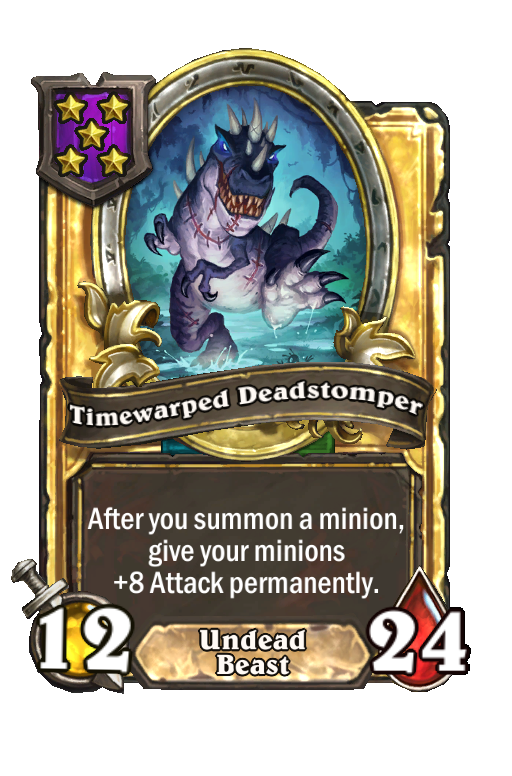 Timewarped Deadstomper
After you summon a minion,
give your minions
+8 Attack permanently.
12
Undead
Beast
24